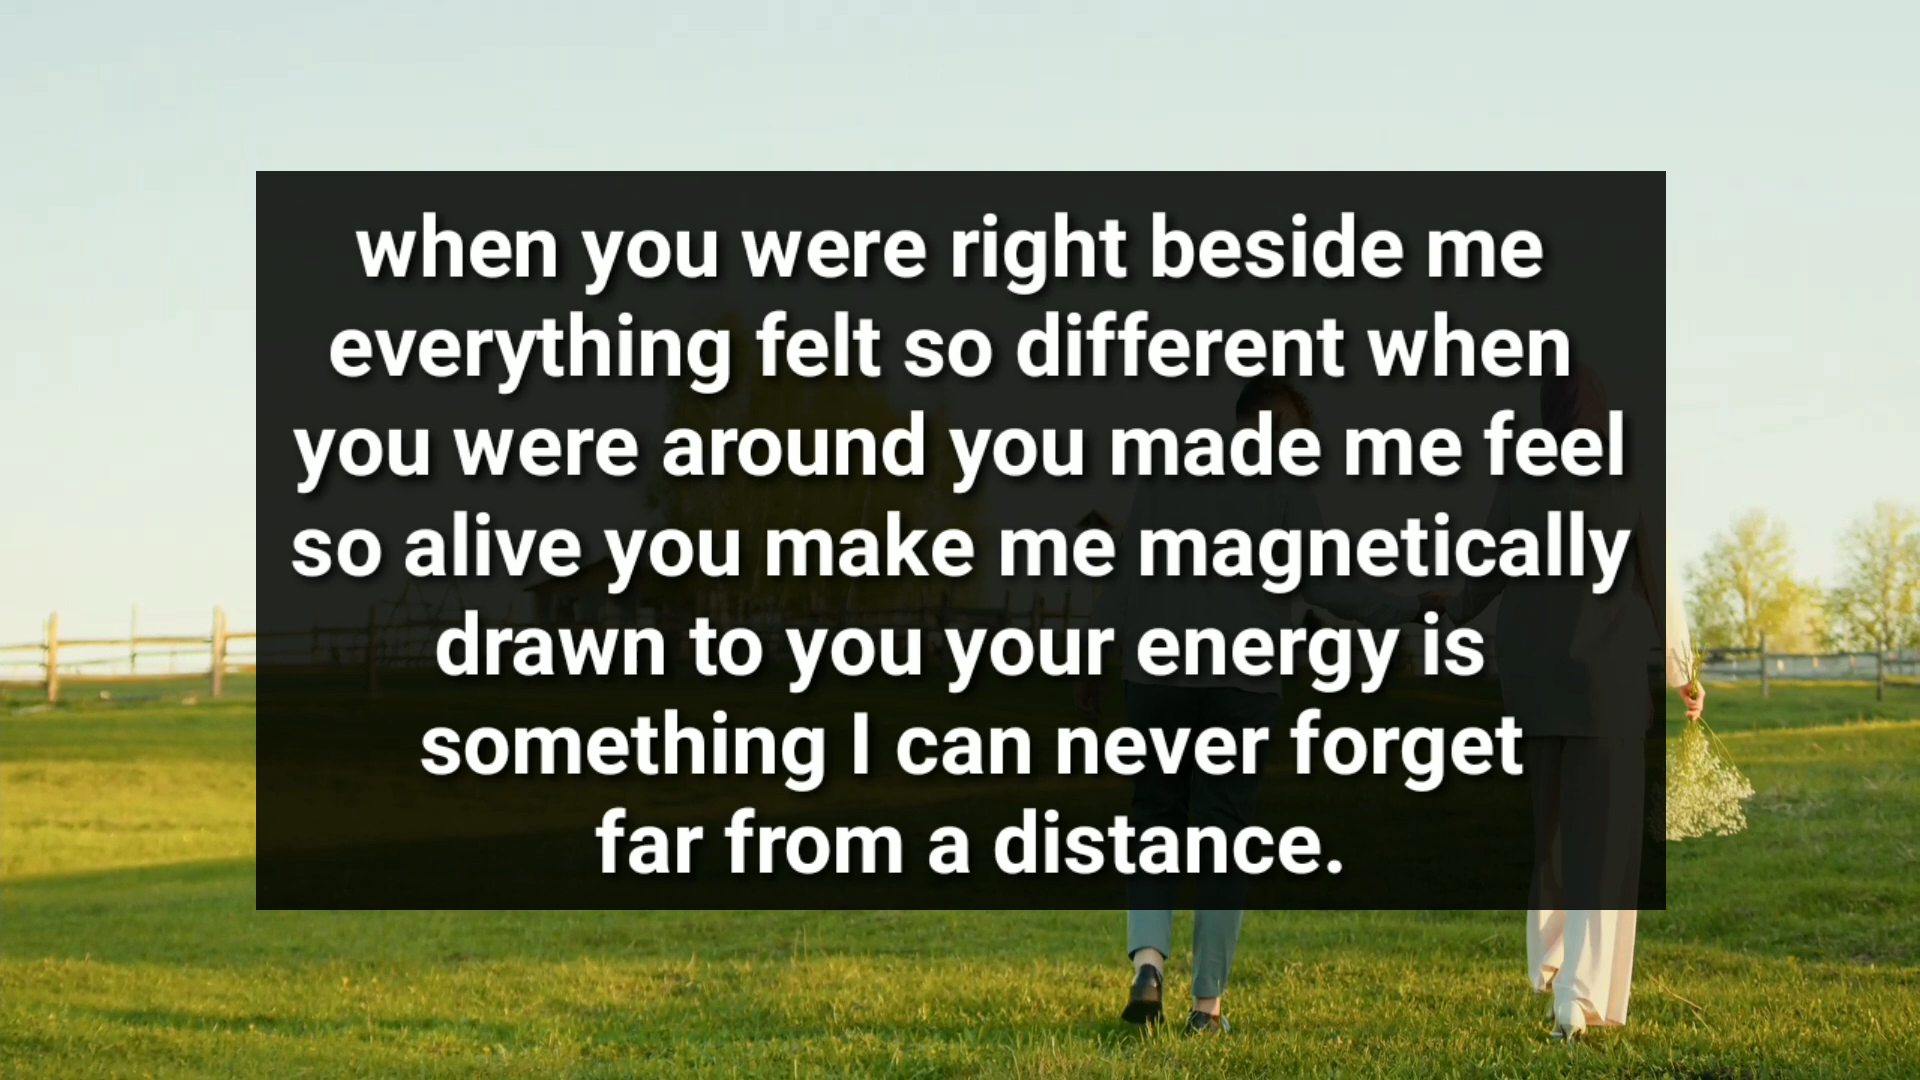 when you were right beside me
everything felt so different when
you were around you made me feel
so alive you make me magnetically
drawn to you your energy is
something I can never forget
far from a distance.